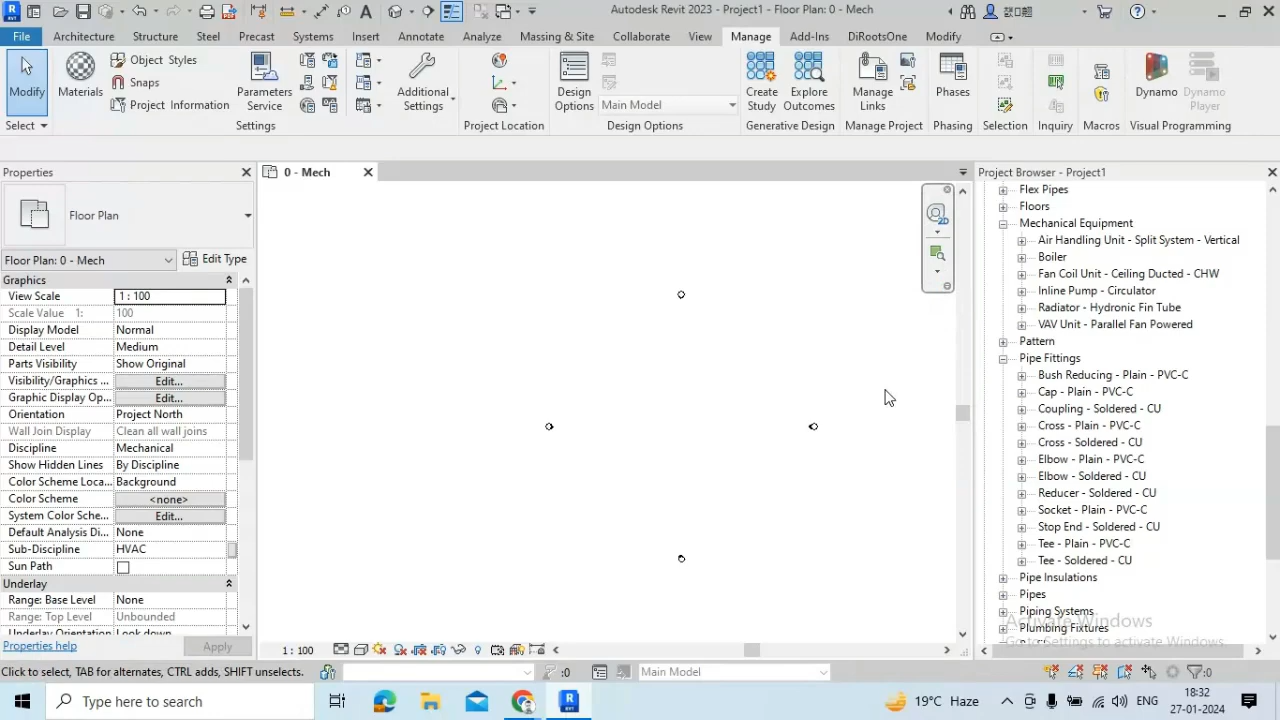 Autodesk Revit 2023 - Project1 - Floor Plan: 0 - Mech
File Architecture Structure Steel Precast Systems Insert Annotate Analyze Massing & Site Collaborate View Manage Add-Ins DiRootsOne Modify
Modify
Select
Materials
Object Styles
Snaps
Project Information
Parameters
Service
Additional
Settings
Settings
Project Location
Design
Options
Main Model
Design Options
Create
Study
Explore
Outcomes
Generative Design
Manage
Links
Manage Project
Phases
Phasing
Selection
Inquiry
Macros
Dynamo
Dynamo
Player
Visual Programming
Properties
Floor Plan
Floor Plan: 0 - Mech
Edit Type
Graphics
View Scale 1 : 100
Scale Value 1: 100
Display Model Normal
Detail Level Medium
Parts Visibility Show Original
Visibility/Graphics ... Edit...
Graphic Display Op... Edit...
Orientation Project North
Wall Join Display Clean all wall joins
Discipline Mechanical
Show Hidden Lines By Discipline
Color Scheme Loca... Background
Color Scheme <none>
System Color Sche... Edit...
Default Analysis Di... None
Sub-Discipline HVAC
Sun Path
Underlay
Range: Base Level None
Range: Top Level Unbounded
Underlay Orientation Look down
Properties help
Apply
0 - Mech
2D
1 : 100
Project Browser - Project1
Flex Pipes
Floors
Mechanical Equipment
Air Handling Unit - Split System - Vertical
Boiler
Fan Coil Unit - Ceiling Ducted - CHW
Inline Pump - Circulator
Radiator - Hydronic Fin Tube
VAV Unit - Parallel Fan Powered
Pattern
Pipe Fittings
Bush Reducing - Plain - PVC-C
Cap - Plain - PVC-C
Coupling - Soldered - CU
Cross - Plain - PVC-C
Cross - Soldered - CU
Elbow - Plain - PVC-C
Elbow - Soldered - CU
Reducer - Soldered - CU
Socket - Plain - PVC-C
Stop End - Soldered - CU
Tee - Plain - PVC-C
Tee - Soldered - CU
Pipe Insulations
Pipes
Piping Systems
Plumbing Fixtures
Activate Windows
Go to Settings to activate Windows.
Click to select, TAB for alternates, CTRL adds, SHIFT unselects.
:0
Main Model
:0
Type here to search
19°C Haze
ENG
18:32
27-01-2024